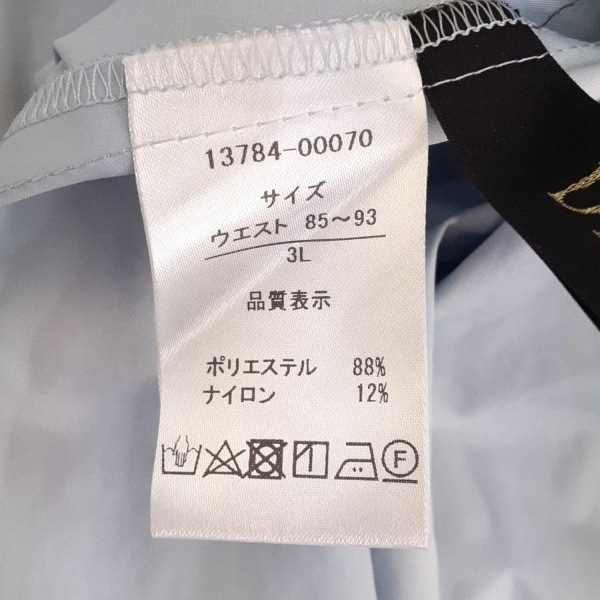 13784-00070
サイズ
ウエスト 85～93
3L
品質表示
ポリエステル 88%
ナイロン 12%
F